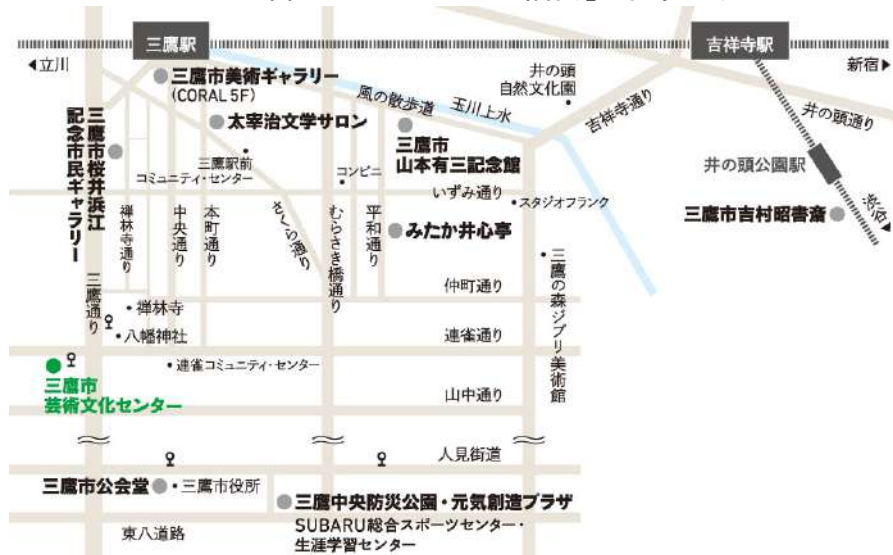 三鷹駅
吉祥寺駅
◀立川
新宿▶
三鷹市美術ギャラリー
(CORAL 5F)
井の頭
自然文化園
風の散歩道
玉川上水
吉祥寺通り
井の頭通り
太宰治文学サロン
三鷹市
山本有三記念館
三鷹市桜井浜江
記念市民ギャラリー
三鷹駅前
コミュニティ・センター
コンビニ
井の頭公園駅
いずみ通り
スタジオフランク
渋谷▶
三鷹市吉村昭書斎
禅林寺通り
中央通り
本町通り
さくら通り
むらさき橋通り
平和通り
みたか井心亭
三鷹の森ジブリ美術館
三鷹通り
仲町通り
禅林寺
八幡神社
連雀通り
連雀コミュニティ・センター
三鷹市
芸術文化センター
山中通り
人見街道
三鷹市公会堂
三鷹市役所
三鷹中央防災公園・元気創造プラザ
SUBARU総合スポーツセンター・
生涯学習センター
東八道路